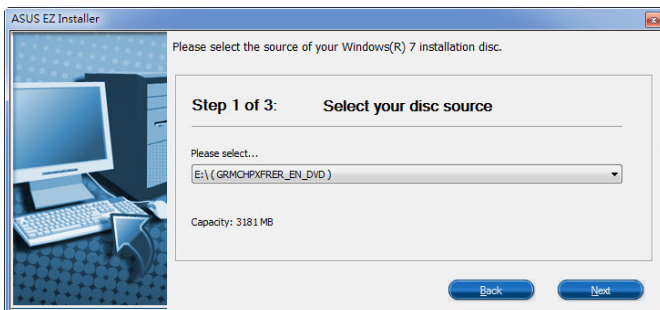 ASUS EZ Installer
Please select the source of your Windows(R) 7 installation disc.
Step 1 of 3: Select your disc source
Please select...
E:\ ( GRMCHPXFRER_EN_DVD )
Capacity: 3181 MB
Back Next